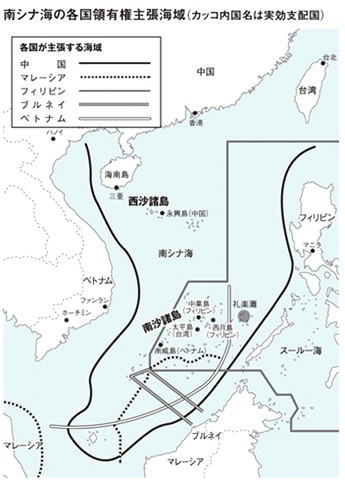 南シナ海の各国領有権主張海域(カッコ内国名は実効支配国)
各国が主張する海域
中　国
マレーシア
フィリピン
ブルネイ
ベトナム
中国
台北
台湾
香港
ハノイ
海南島
三亜
西沙諸島
永興島(中国)
フィリピン
南シナ海
マニラ
ベトナム
ファンラン
ホーチミン
南沙諸島
中業島
(フィリピン)
礼楽灘
太平島
(台湾)
西月島
(フィリピン)
南威島(ベトナム)
スールー海
マレーシア
ブルネイ
マレーシア